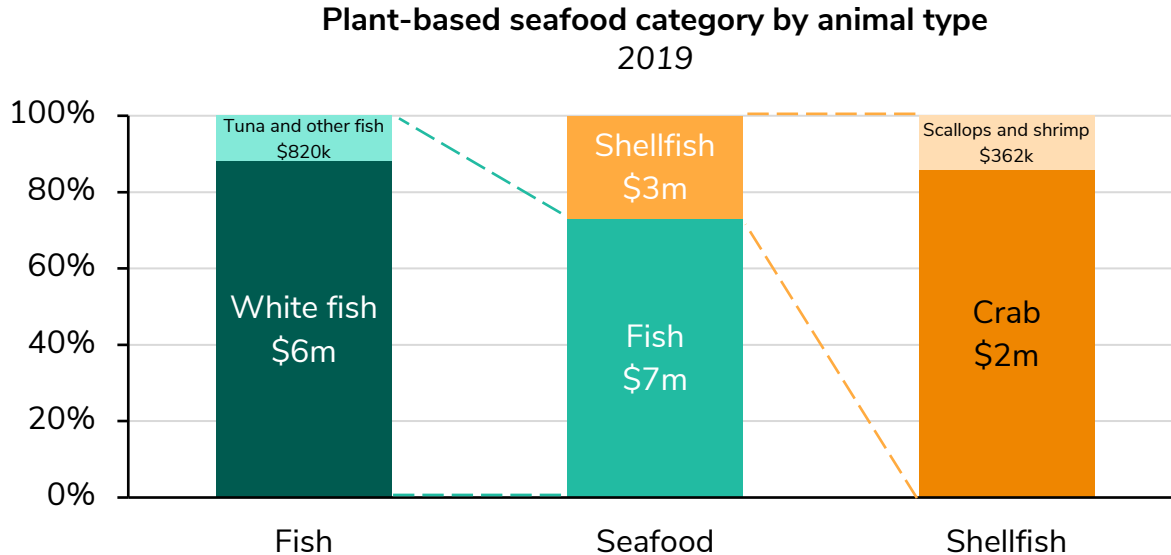 Plant-based seafood category by animal type
2019
100%
80%
60%
40%
20%
0%
Tuna and other fish
$820k
White fish
$6m
Shellfish
$3m
Fish
$7m
Scallops and shrimp
$362k
Crab
$2m
Fish
Seafood
Shellfish